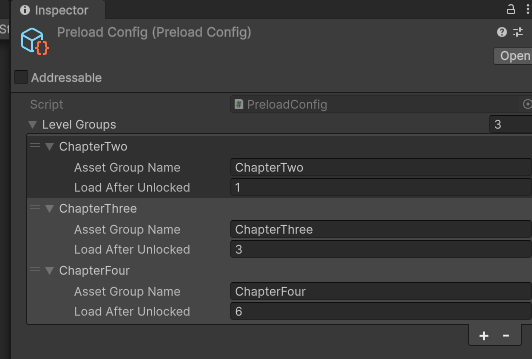 Inspector
Preload Config (Preload Config)
Open
Addressable
Script PreloadConfig
Level Groups 3
ChapterTwo
Asset Group Name ChapterTwo
Load After Unlocked 1
ChapterThree
Asset Group Name ChapterThree
Load After Unlocked 3
ChapterFour
Asset Group Name ChapterFour
Load After Unlocked 6
+ -